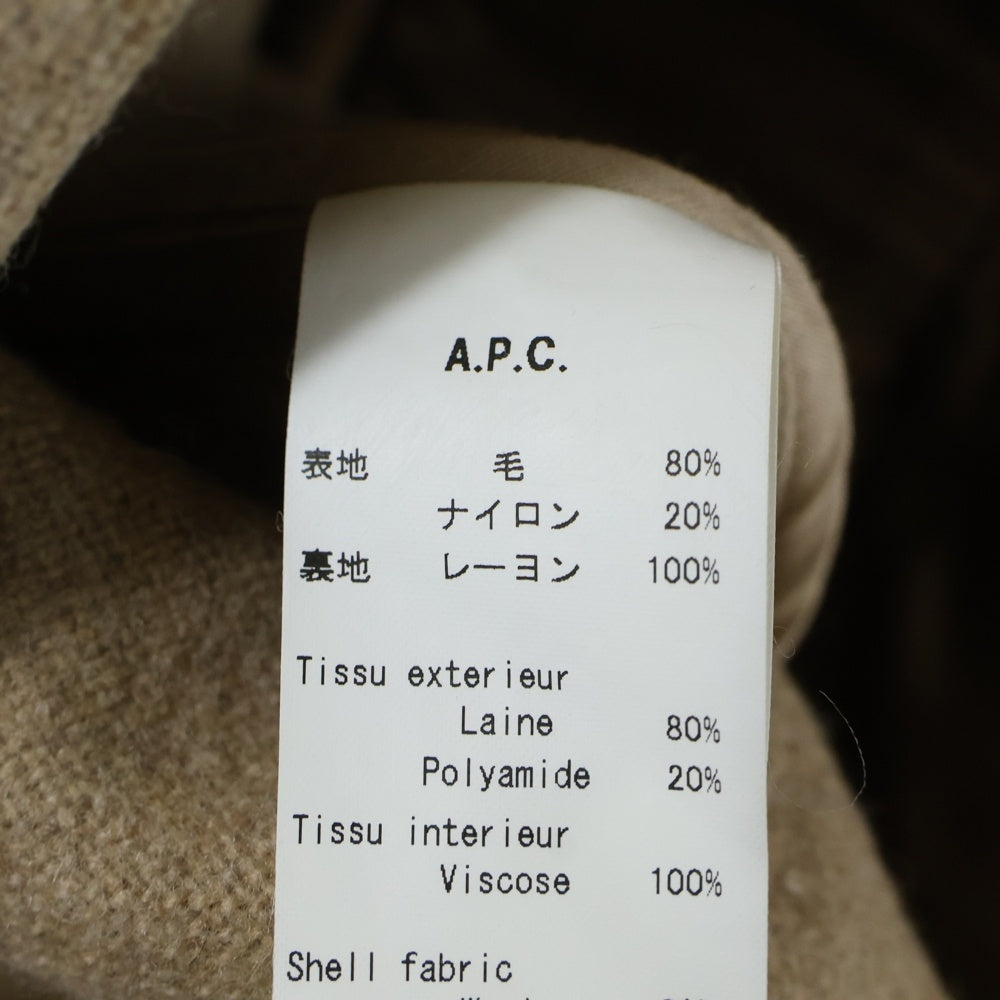 A.P.C.
表地 毛 80%
ナイロン 20%
裏地 レーヨン 100%
Tissu exterieur
Laine 80%
Polyamide 20%
Tissu interieur
Viscose 100%
Shell fabric